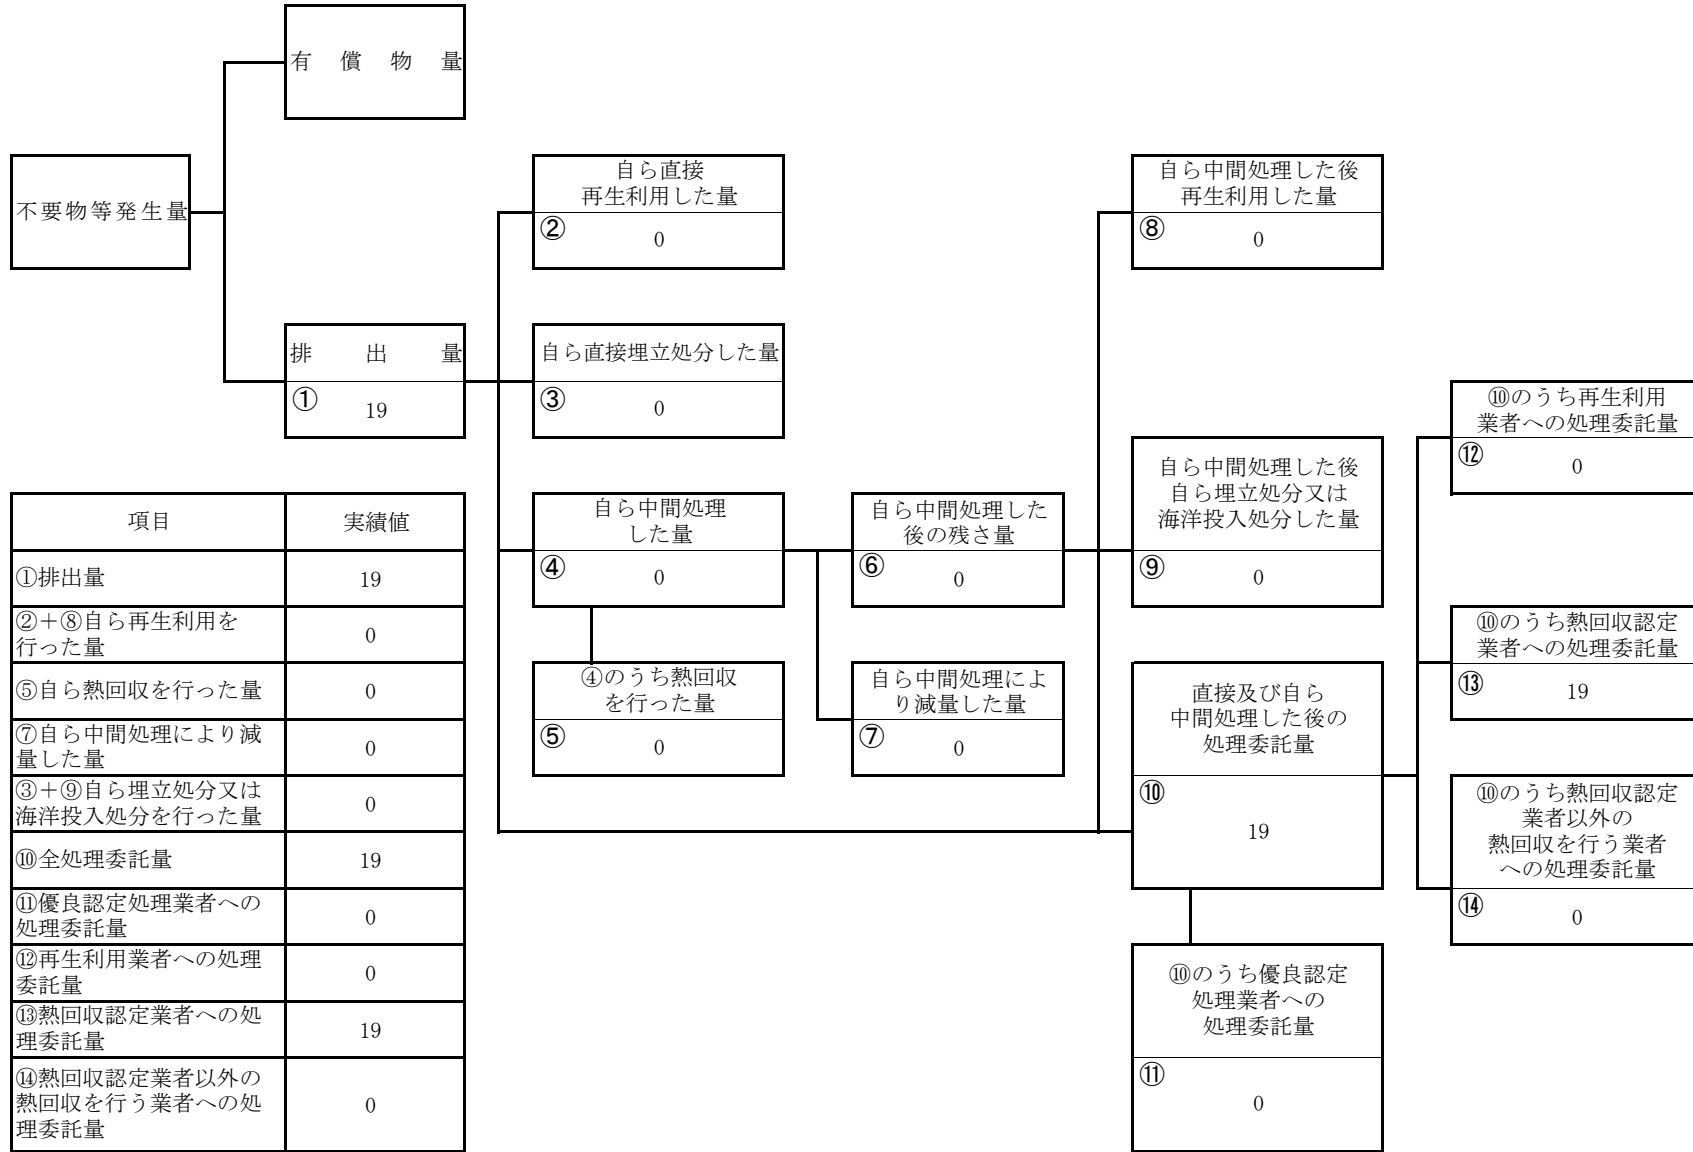 有償物量
不要物等発生量
排出量
①
19
自ら直接
再生利用した量
②
0
自ら直接埋立処分した量
③
0
自ら中間処理
した量
④
0
④のうち熱回収
を行った量
⑤
0
自ら中間処理した
後の残さ量
⑥
0
自ら中間処理によ
り減量した量
⑦
0
自ら中間処理した後
再生利用した量
⑧
0
自ら中間処理した後
自ら埋立処分又は
海洋投入処分した量
⑨
0
直接及び自ら
中間処理した後の
処理委託量
⑩
19
⑩のうち優良認定
処理業者への
処理委託量
⑪
0
⑩のうち再生利用
業者への処理委託量
⑫
0
⑩のうち熱回収認定
業者への処理委託量
⑬
19
⑩のうち熱回収認定
業者以外の
熱回収を行う業者
への処理委託量
⑭
0
項目 実績値
①排出量 19
②＋⑧自ら再生利用を
行った量 0
⑤自ら熱回収を行った量 0
⑦自ら中間処理により減
量した量 0
③＋⑨自ら埋立処分又は
海洋投入処分を行った量 0
⑩全処理委託量 19
⑪優良認定処理業者への
処理委託量 0
⑫再生利用業者への処理
委託量 0
⑬熱回収認定業者への処
理委託量 19
⑭熱回収認定業者以外の
熱回収を行う業者への処
理委託量 0